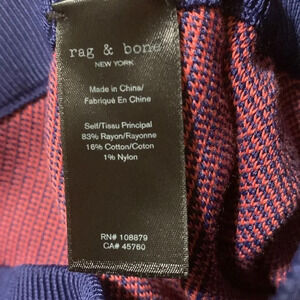 rag & bone
NEW YORK
Made in China/
Fabriqué En Chine
Self/Tissu Principal
83% Rayon/Rayonne
16% Cotton/Coton
1% Nylon
RN# 108879
CA# 45760